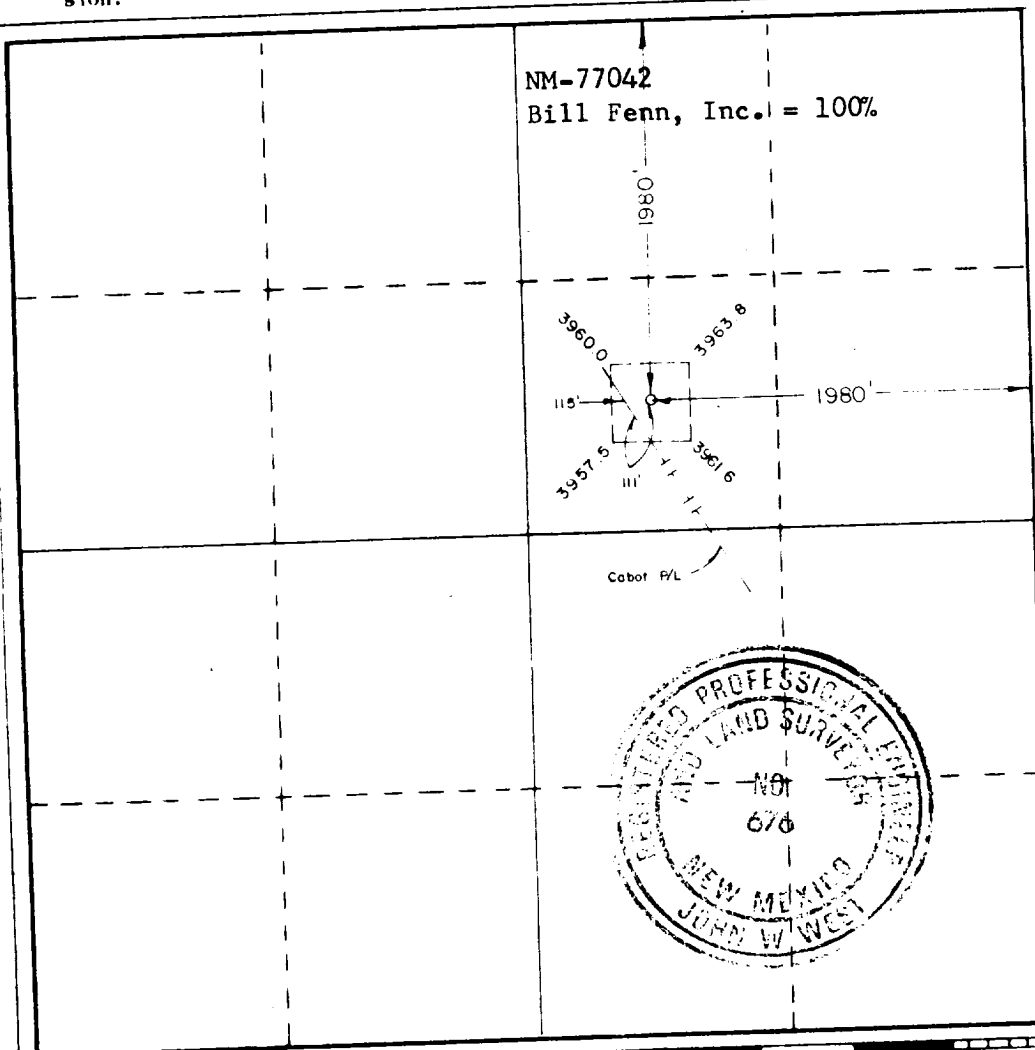 sion.
NM-77042
Bill Fenn, Inc. = 100%
1980'
3960.0
3963.8
115'
1980'
3957.5
111'
3961.6
Cabot P/L
REGISTERED PROFESSIONAL ENGINEER
AND LAND SURVEYOR
NO.
676
NEW MEXICO
JOHN W WEST